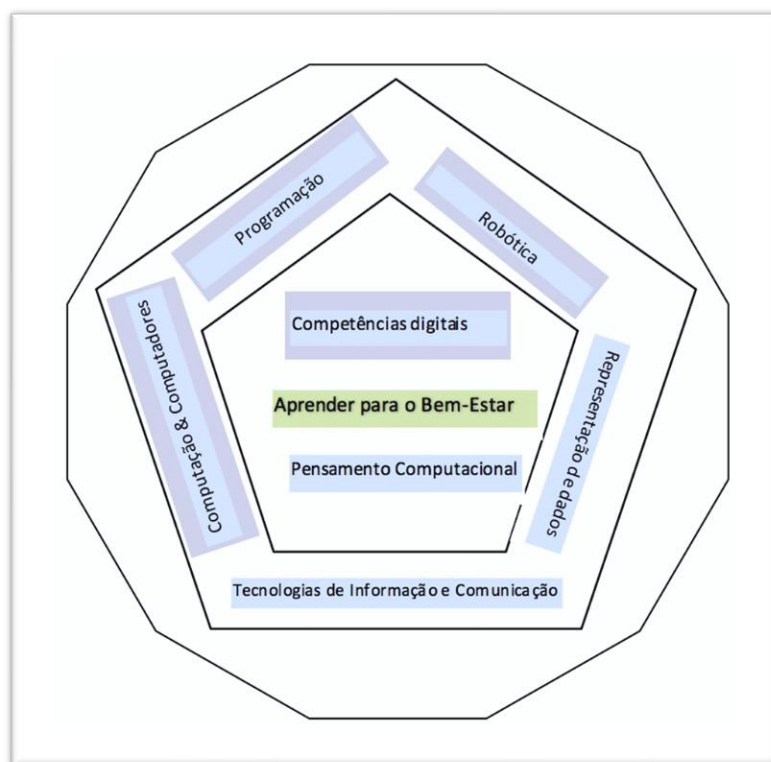 Programação
Robótica
Computação & Computadores
Competências digitais
Representação de dados
Aprender para o Bem-Estar
Pensamento Computacional
Tecnologias de Informação e Comunicação